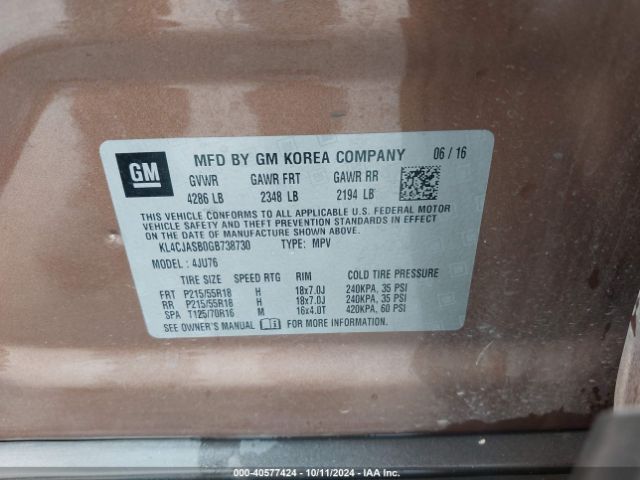 GM
MFD BY GM KOREA COMPANY 06 / 16
GVWR GAWR FRT GAWR RR
4286 LB 2348 LB 2194 LB
THIS VEHICLE CONFORMS TO ALL APPLICABLE U.S. FEDERAL MOTOR
VEHICLE SAFETY AND THEFT PREVENTION STANDARDS IN EFFECT
ON THE DATE OF MANUFACTURE SHOWN ABOVE.
KL4CJASB0GB738730 TYPE: MPV
MODEL : 4JU76
TIRE SIZE SPEED RTG RIM COLD TIRE PRESSURE
FRT P215/55R18 H 18x7.0J 240KPA, 35 PSI
RR P215/55R18 H 18x7.0J 240KPA, 35 PSI
SPA T125/70R16 M 16x4.0T 420KPA, 60 PSI
SEE OWNER'S MANUAL FOR MORE INFORMATION.
000-40577424 - 10/11/2024 - IAA Inc.